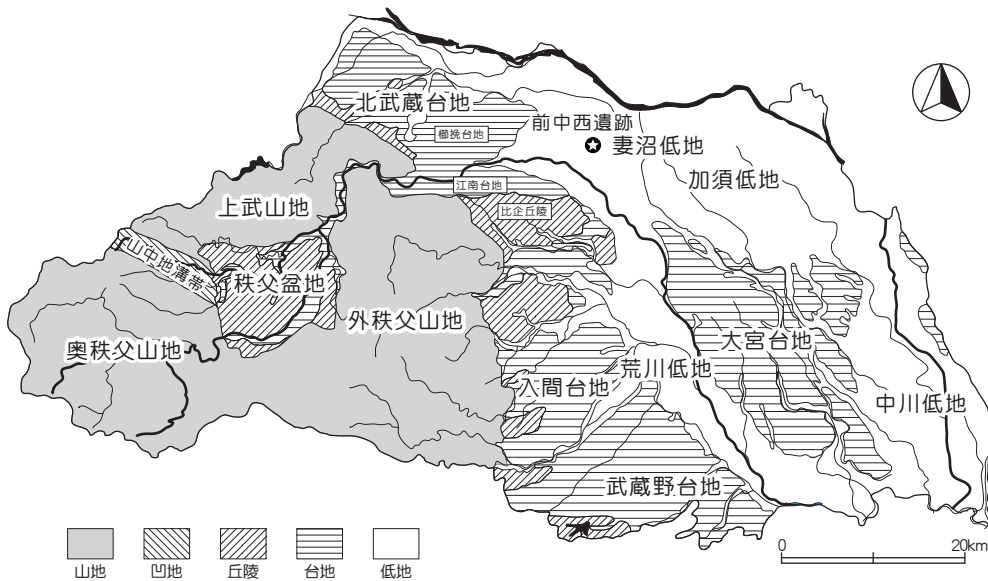 北武蔵台地
櫛挽台地
前中西遺跡
妻沼低地
加須低地
江南台地
比企丘陵
上武山地
山中地溝帯
秩父盆地
外秩父山地
奥秩父山地
大宮台地
荒川低地
入間台地
中川低地
武蔵野台地
山地
凹地
丘陵
台地
低地
0
20km